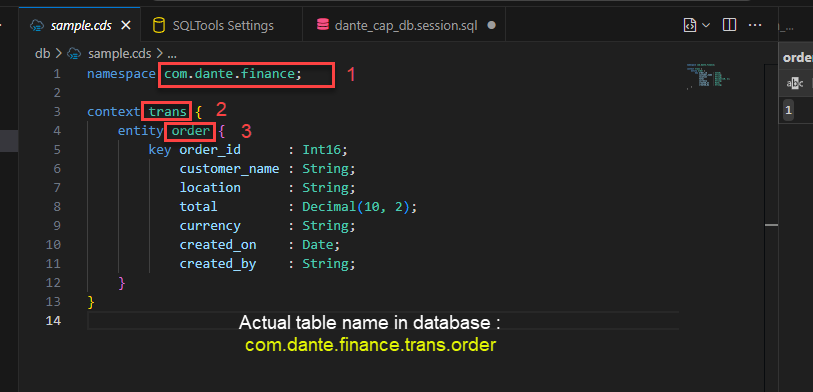 sample.cds
SQLTools Settings
dante_cap_db.session.sql
db > sample.cds > ...
order
1 namespace com.dante.finance; 1
2
3 context trans { 2
4 entity order { 3
5 key order_id : Int16;
6 customer_name : String;
7 location : String;
8 total : Decimal(10, 2);
9 currency : String;
10 created_on : Date;
11 created_by : String;
12 }
13 }
14
1
Actual table name in database :
com.dante.finance.trans.order